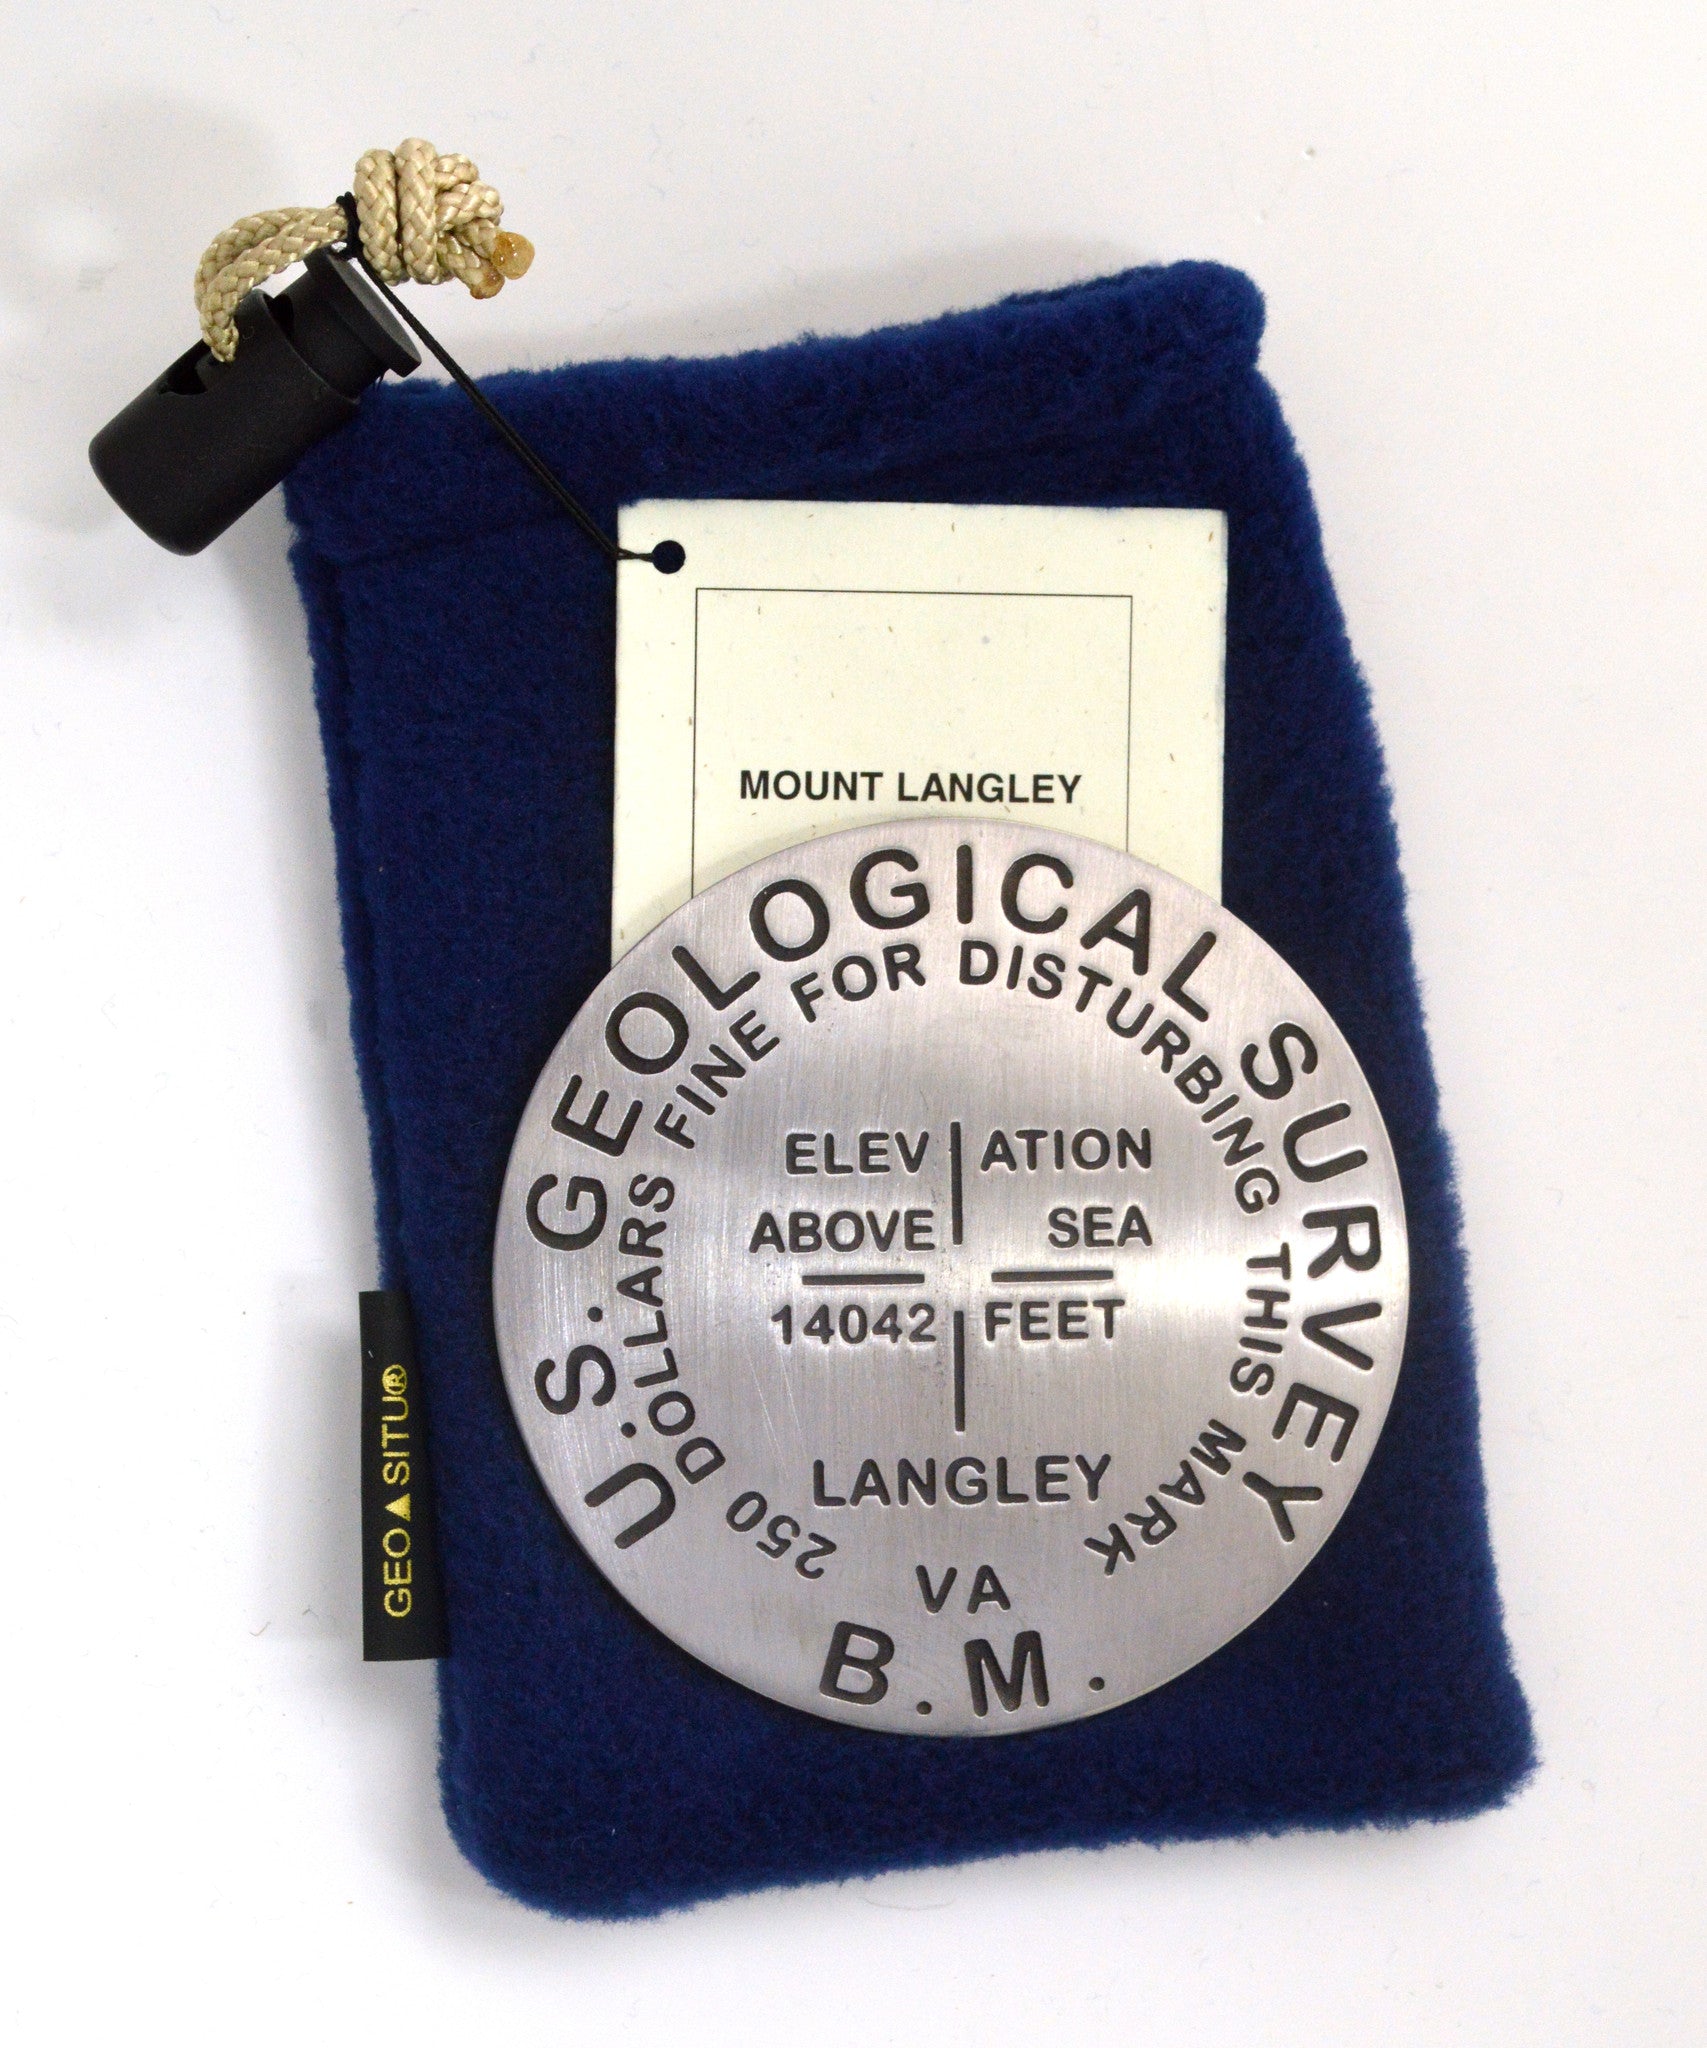 MOUNT LANGLEY
U.S. GEOLOGICAL SURVEY
250 DOLLARS FINE FOR DISTURBING THIS MARK
ELEV ATION
ABOVE SEA
14042 FEET
LANGLEY
VA
B.M.
GEO▲SITU®